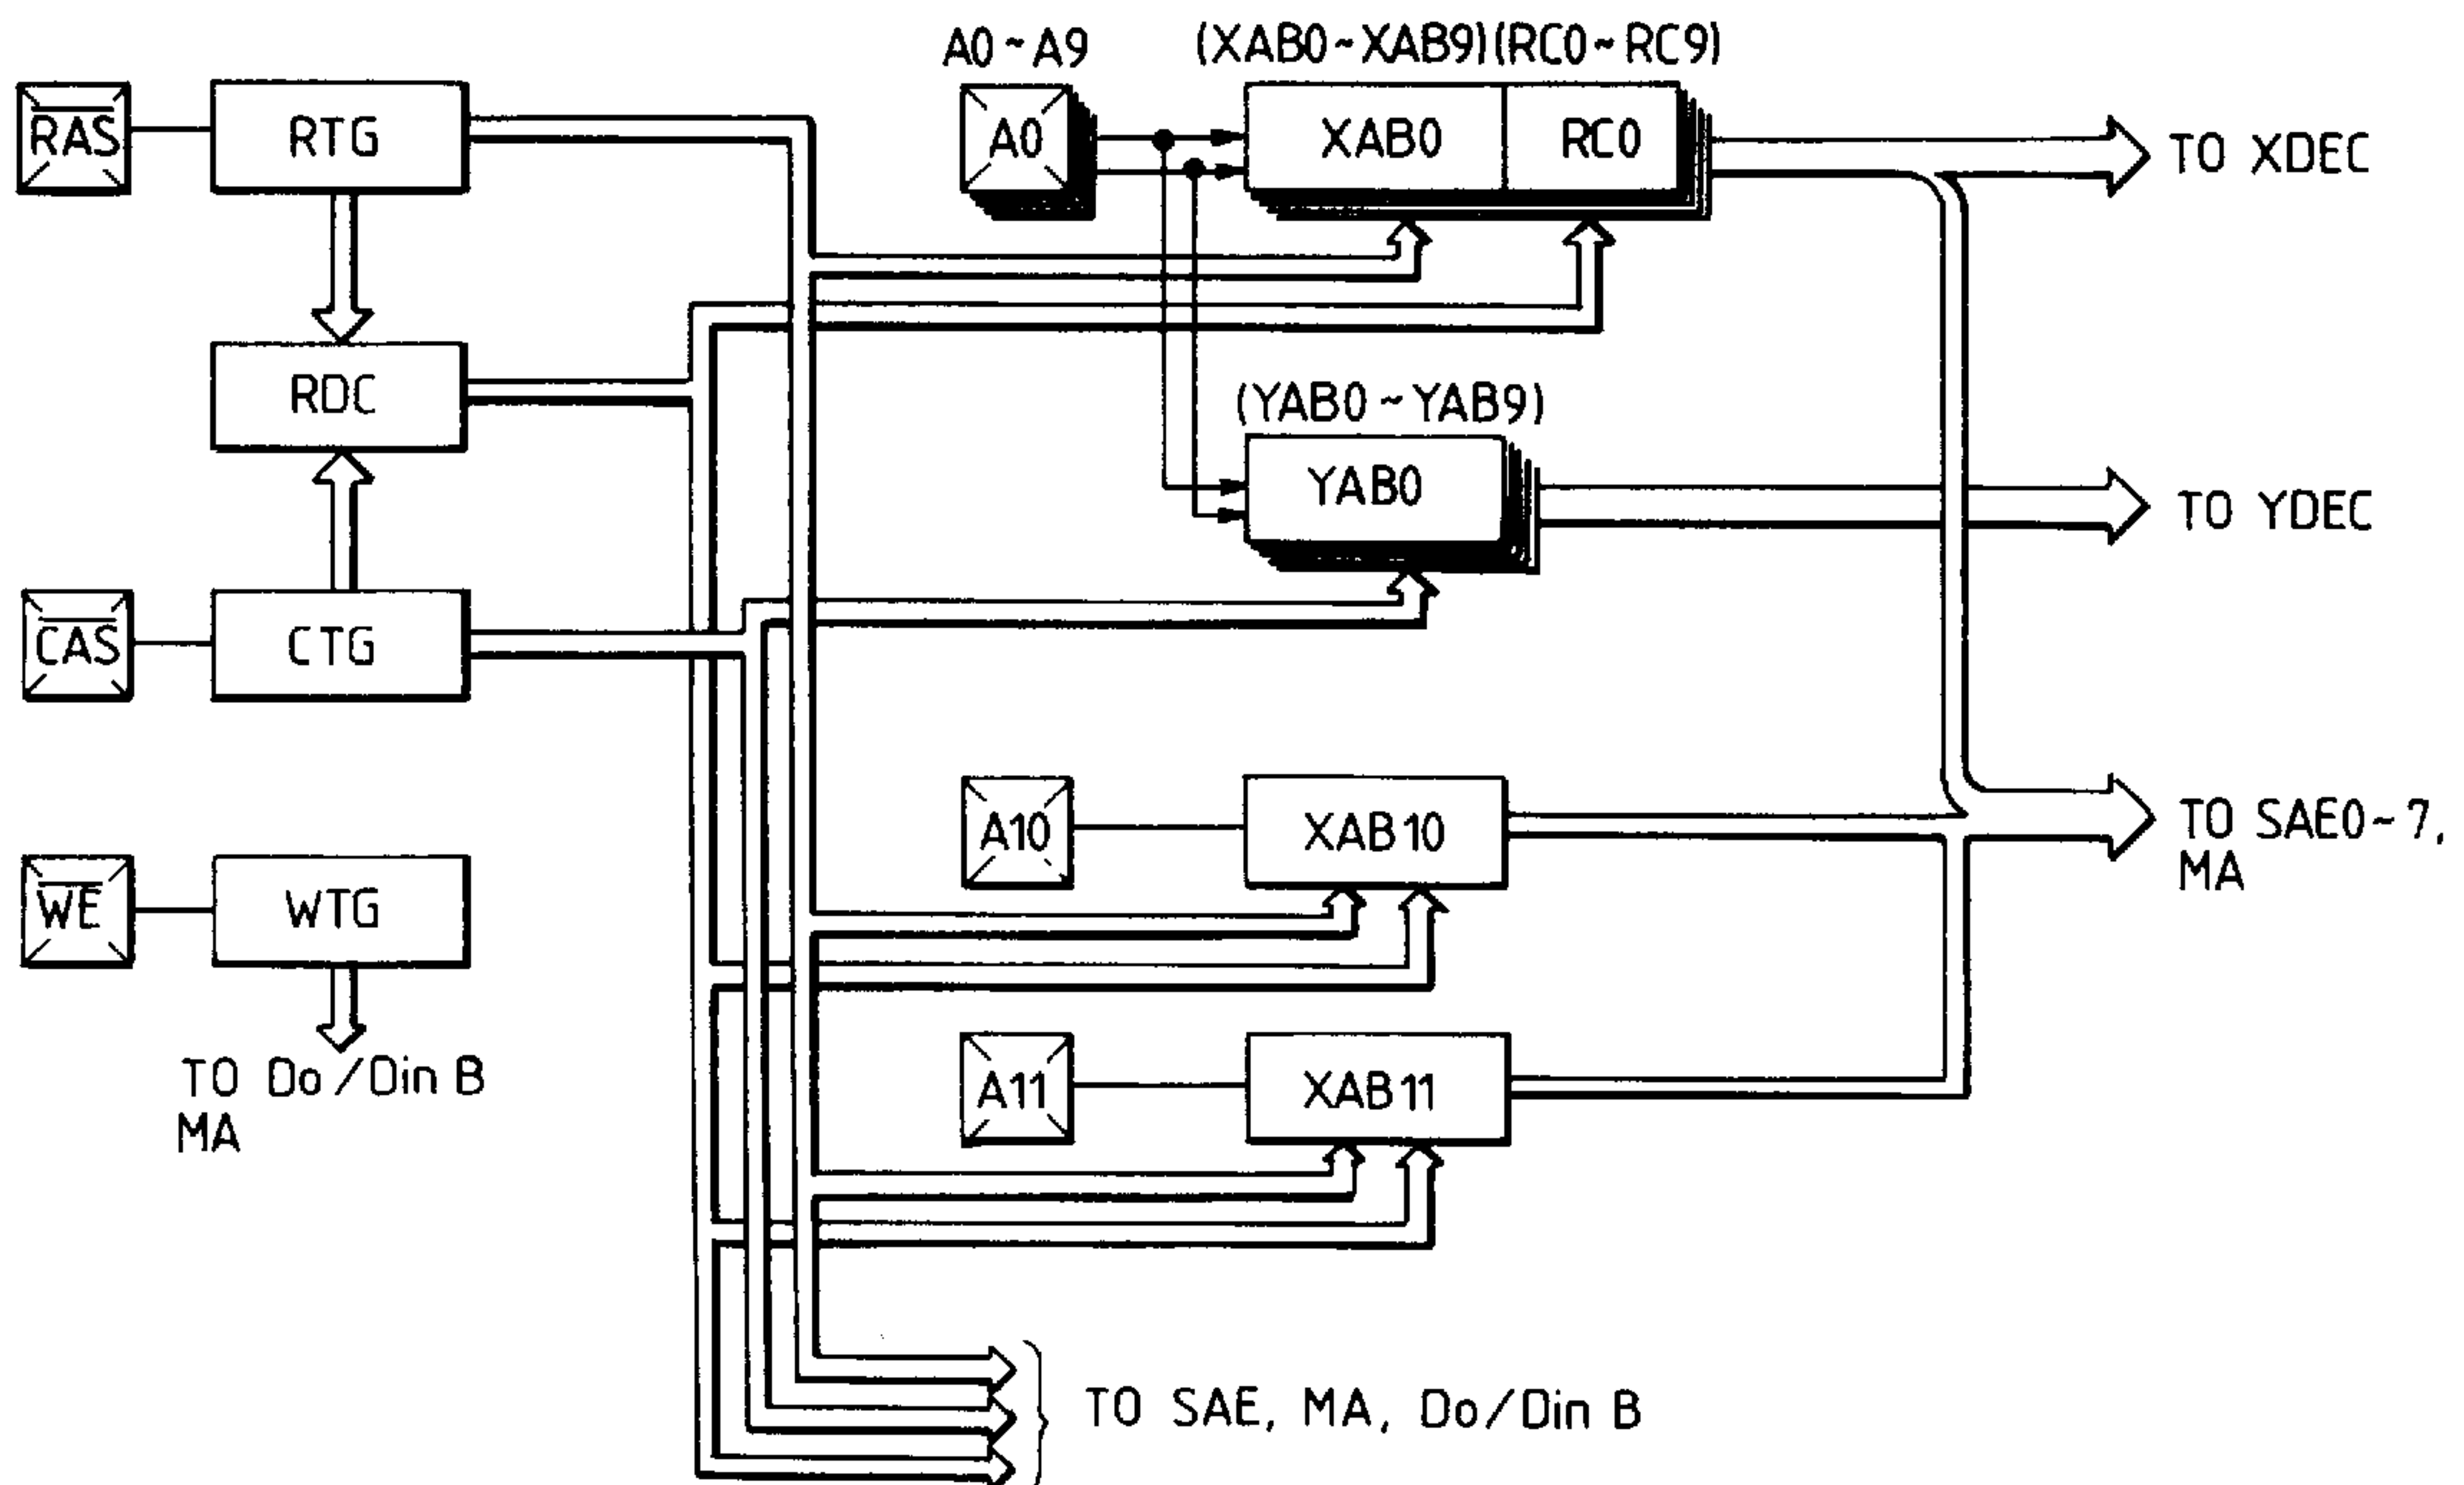 A0~A9
(XAB0~XAB9)(RC0~RC9)
RAS
RTG
A0
XAB0
RC0
TO XDEC
RDC
(YAB0~YAB9)
YAB0
TO YDEC
CAS
CTG
A10
XAB10
TO SAE0~7,
MA
WE
WTG
TO Do/Din B
MA
A11
XAB11
TO SAE, MA, Do/Din B